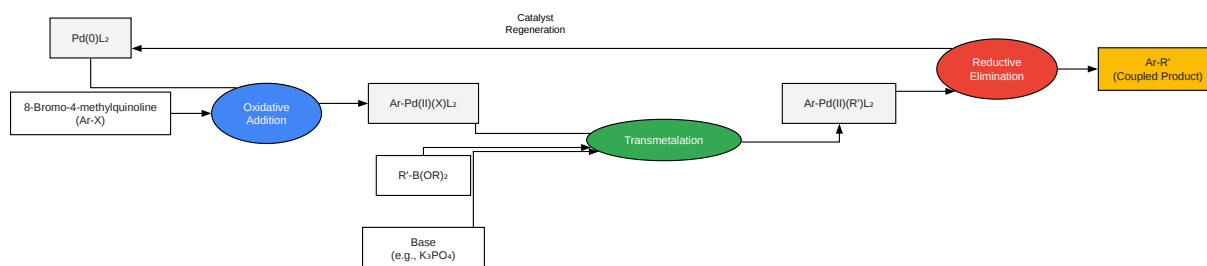 Catalyst
Regeneration
Pd(0)L₂
Reductive
Elimination
Ar-R'
(Coupled Product)
8-Bromo-4-methylquinoline
(Ar-X)
Oxidative
Addition
Ar-Pd(II)(X)L₂
Ar-Pd(II)(R')L₂
Transmetalation
R'-B(OR)₂
Base
(e.g., K₃PO₄)